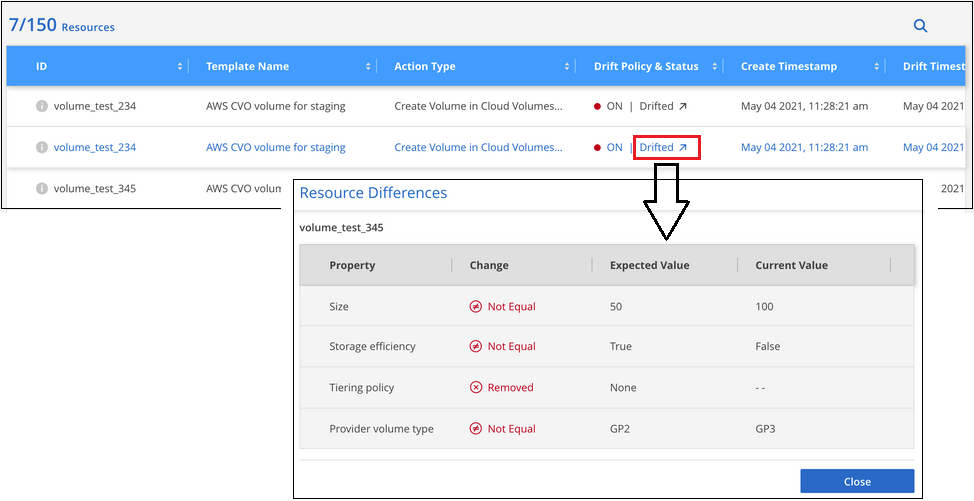 7/150 Resources
ID Template Name Action Type Drift Policy & Status Create Timestamp Drift Timest
volume_test_234 AWS CVO volume for staging Create Volume in Cloud Volumes... ON | Drifted May 04 2021, 11:28:21 am May 04 202
volume_test_234 AWS CVO volume for staging Create Volume in Cloud Volumes... ON | Drifted May 04 2021, 11:28:21 am May 04 202
volume_test_345 AWS CVO volum 2021
Resource Differences
volume_test_345
Property Change Expected Value Current Value
Size Not Equal 50 100
Storage efficiency Not Equal True False
Tiering policy Removed None - -
Provider volume type Not Equal GP2 GP3
Close